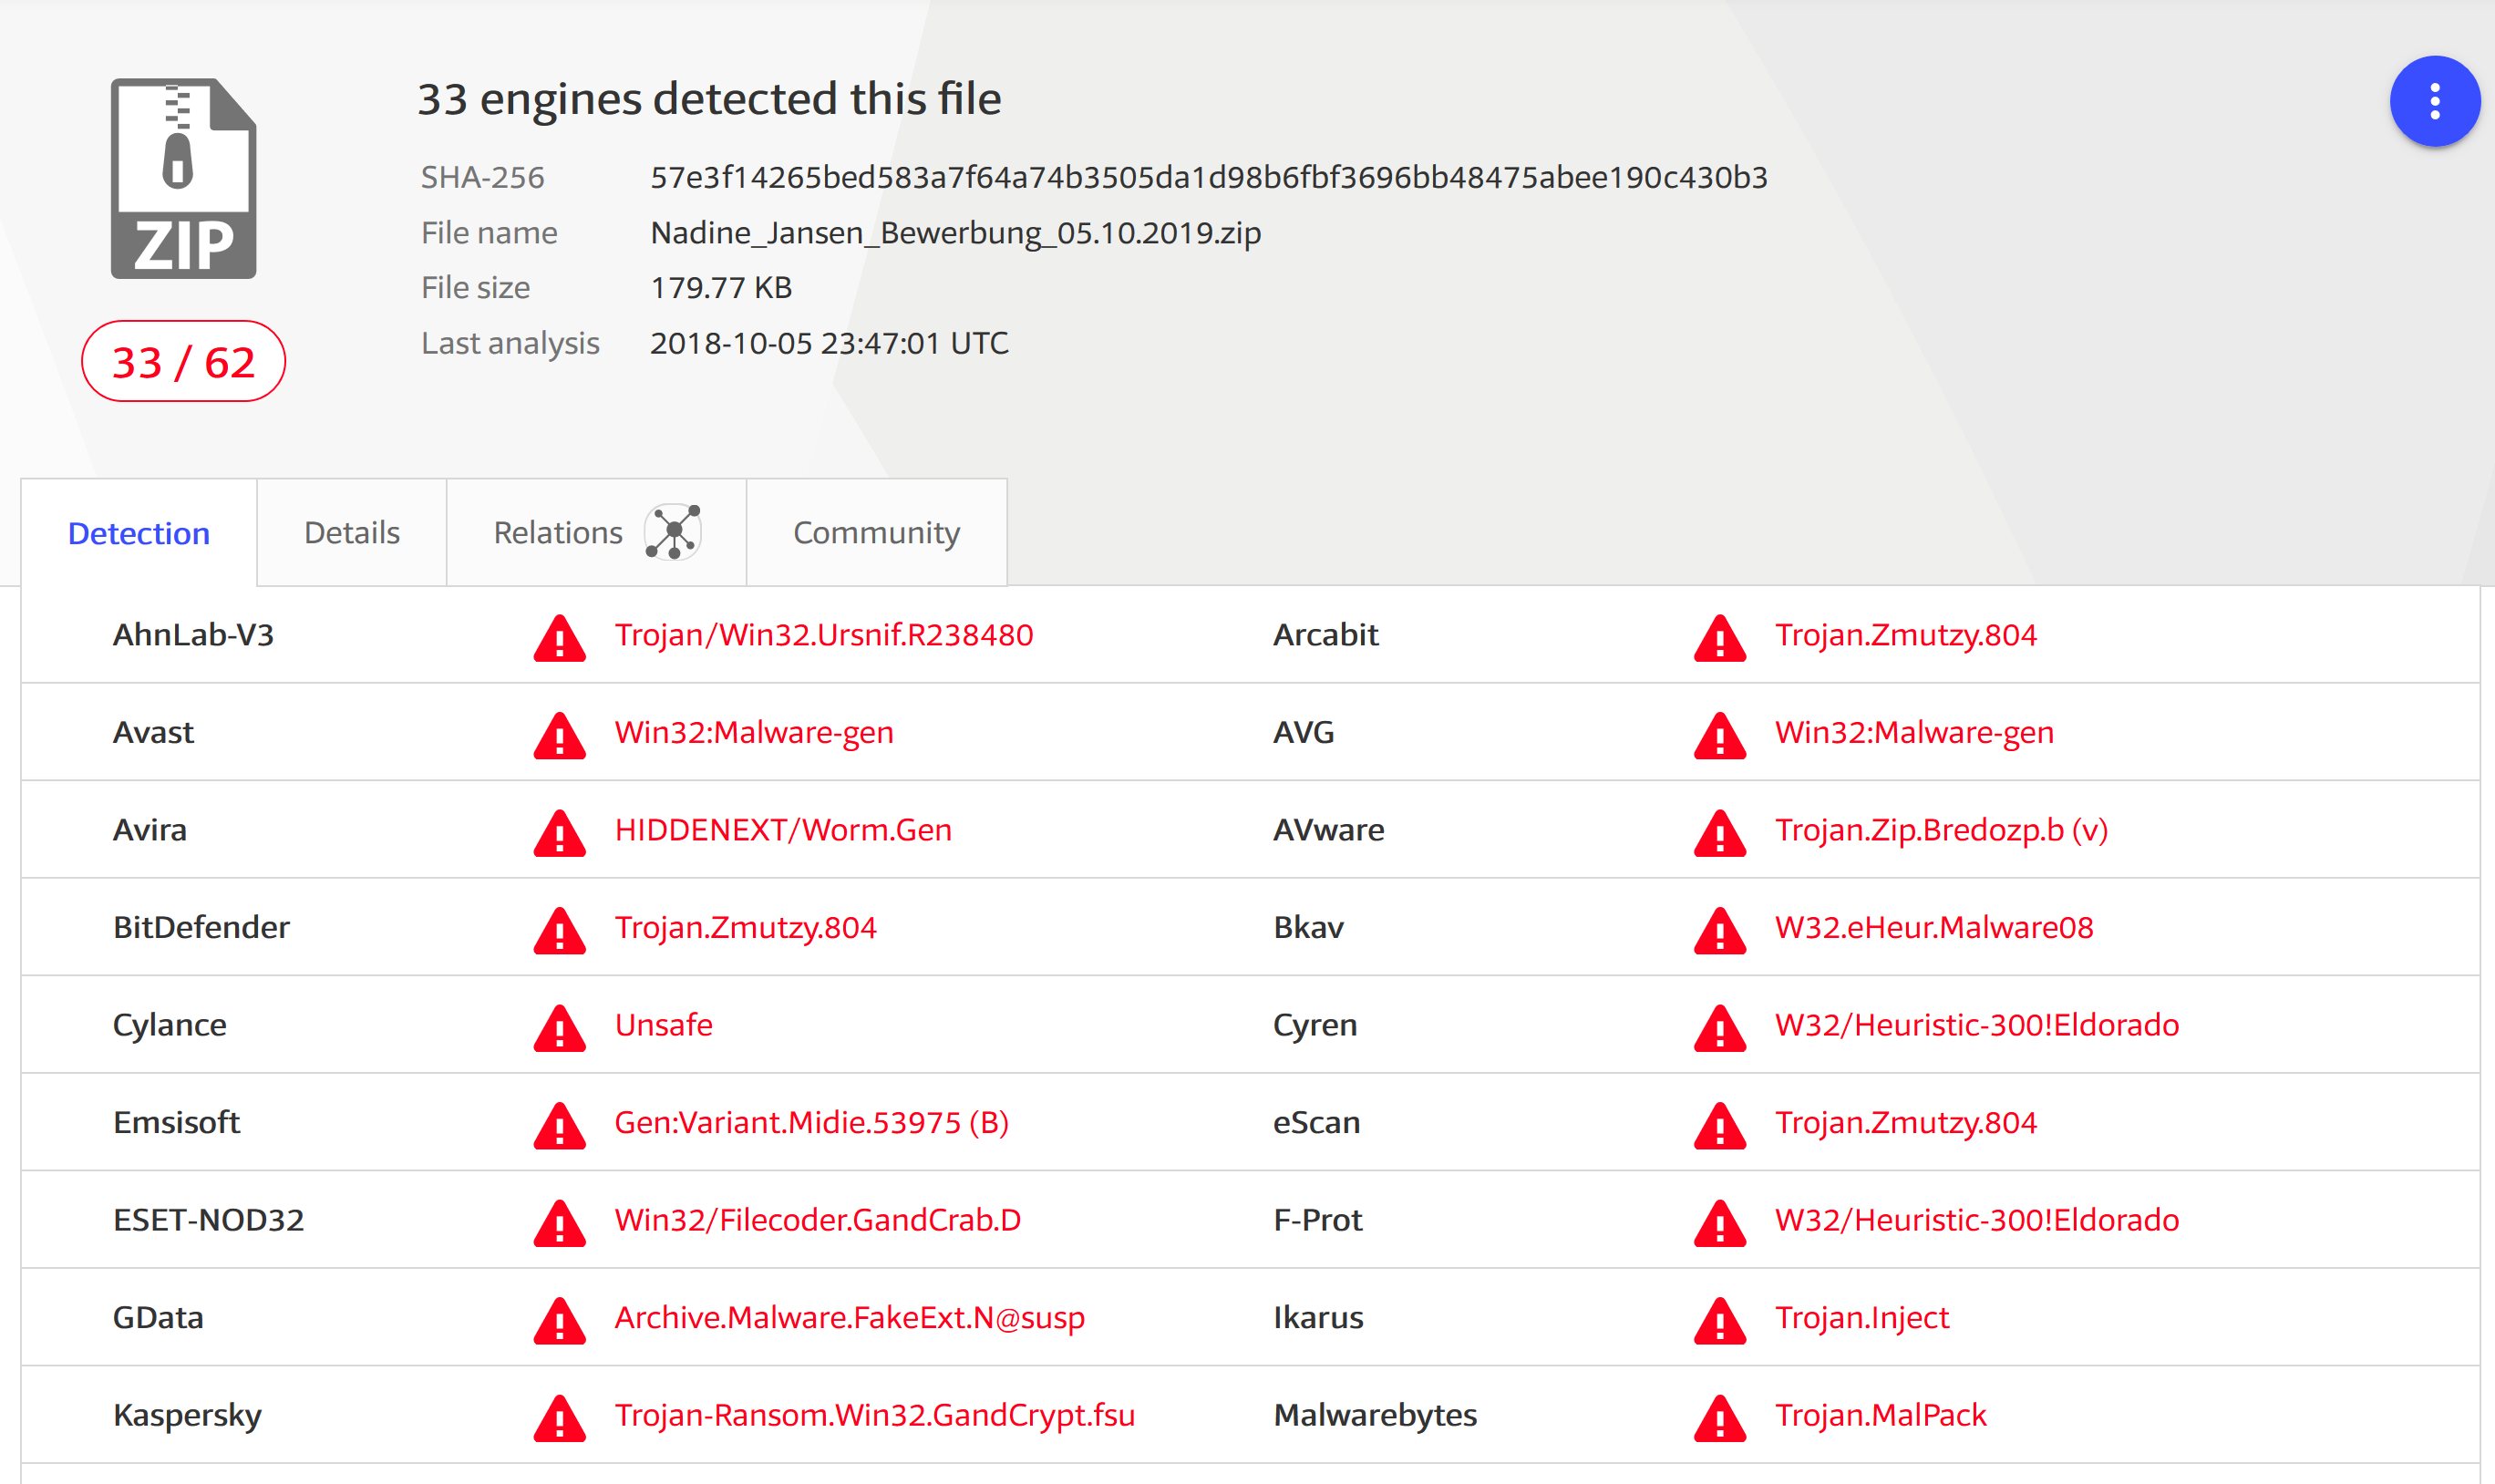 33 engines detected this file
SHA-256 57e3f14265bed583a7f64a74b3505da1d98b6fbf3696bb48475abee190c430b3
File name Nadine_Jansen_Bewerbung_05.10.2019.zip
File size 179.77 KB
Last analysis 2018-10-05 23:47:01 UTC
ZIP
33 / 62
Detection Details Relations Community
AhnLab-V3 Trojan/Win32.Ursnif.R238480 Arcabit Trojan.Zmutzy.804
Avast Win32:Malware-gen AVG Win32:Malware-gen
Avira HIDDENEXT/Worm.Gen AVware Trojan.Zip.Bredozp.b (v)
BitDefender Trojan.Zmutzy.804 Bkav W32.eHeur.Malware08
Cylance Unsafe Cyren W32/Heuristic-300!Eldorado
Emsisoft Gen:Variant.Midie.53975 (B) eScan Trojan.Zmutzy.804
ESET-NOD32 Win32/Filecoder.GandCrab.D F-Prot W32/Heuristic-300!Eldorado
GData Archive.Malware.FakeExt.N@susp Ikarus Trojan.Inject
Kaspersky Trojan-Ransom.Win32.GandCrypt.fsu Malwarebytes Trojan.MalPack